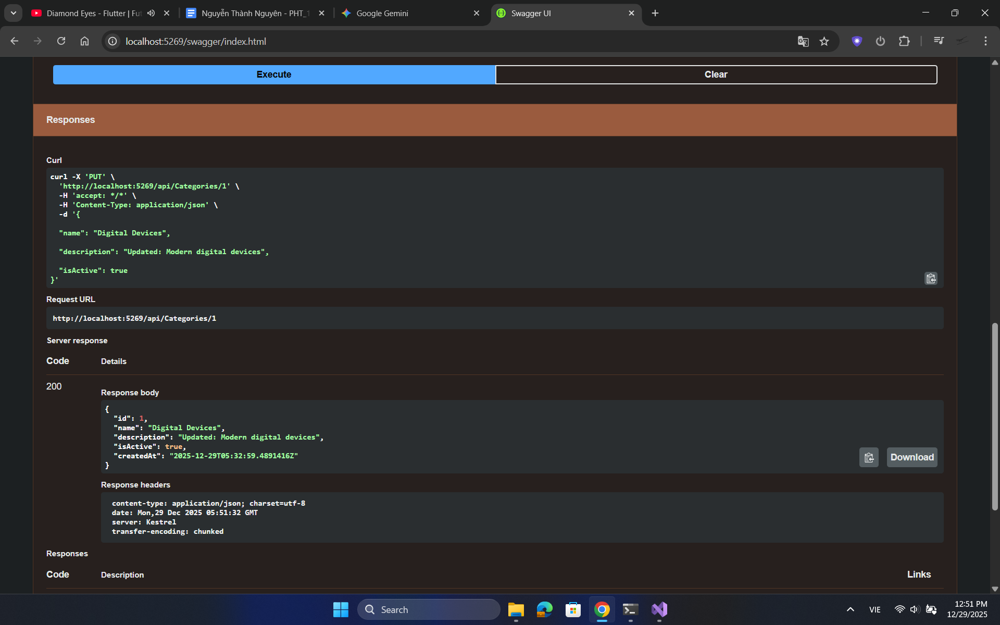 Diamond Eyes - Flutter | Fut
Nguyễn Thành Nguyên - PHT_1
Google Gemini
Swagger UI
localhost:5269/swagger/index.html
Execute
Clear
Responses
Curl
curl -X 'PUT' \
'http://localhost:5269/api/Categories/1' \
-H 'accept: */*' \
-H 'Content-Type: application/json' \
-d '{
"name": "Digital Devices",
"description": "Updated: Modern digital devices",
"isActive": true
}'
Request URL
http://localhost:5269/api/Categories/1
Server response
Code Details
200
Response body
{
"id": 1,
"name": "Digital Devices",
"description": "Updated: Modern digital devices",
"isActive": true,
"createdAt": "2025-12-29T05:32:59.4891416Z"
}
Download
Response headers
content-type: application/json; charset=utf-8
date: Mon,29 Dec 2025 05:51:32 GMT
server: Kestrel
transfer-encoding: chunked
Responses
Code Description Links
Search
VIE
12:51 PM
12/29/2025